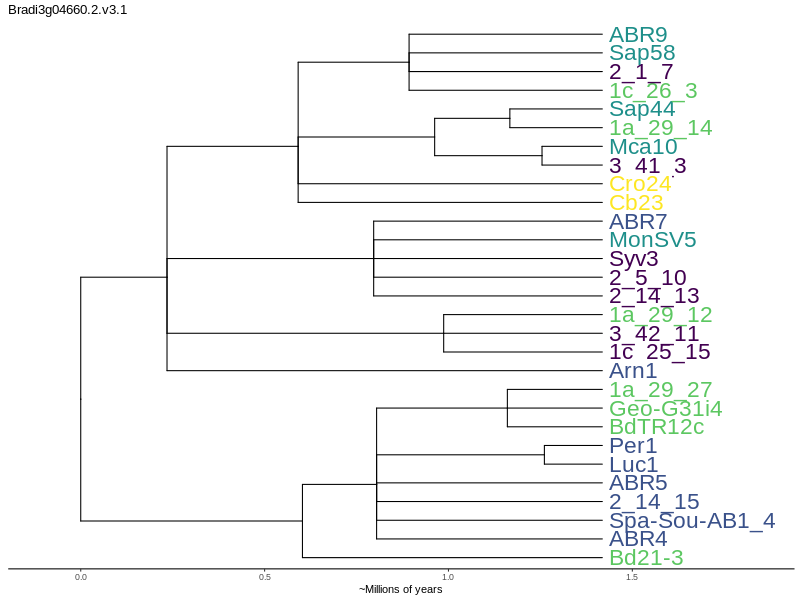 Bradi3g04660.2.v3.1
ABR9
Sap58
2_1_7
1c_26_3
Sap44
1a_29_14
Mca10
3_41_3
Cro24
Cb23
ABR7
MonSV5
Syv3
2_5_10
2_14_13
1a_29_12
3_42_11
1c_25_15
Arn1
1a_29_27
Geo-G31i4
BdTR12c
Per1
Luc1
ABR5
2_14_15
Spa-Sou-AB1_4
ABR4
Bd21-3
0.0 0.5 1.0 1.5
~Millions of years